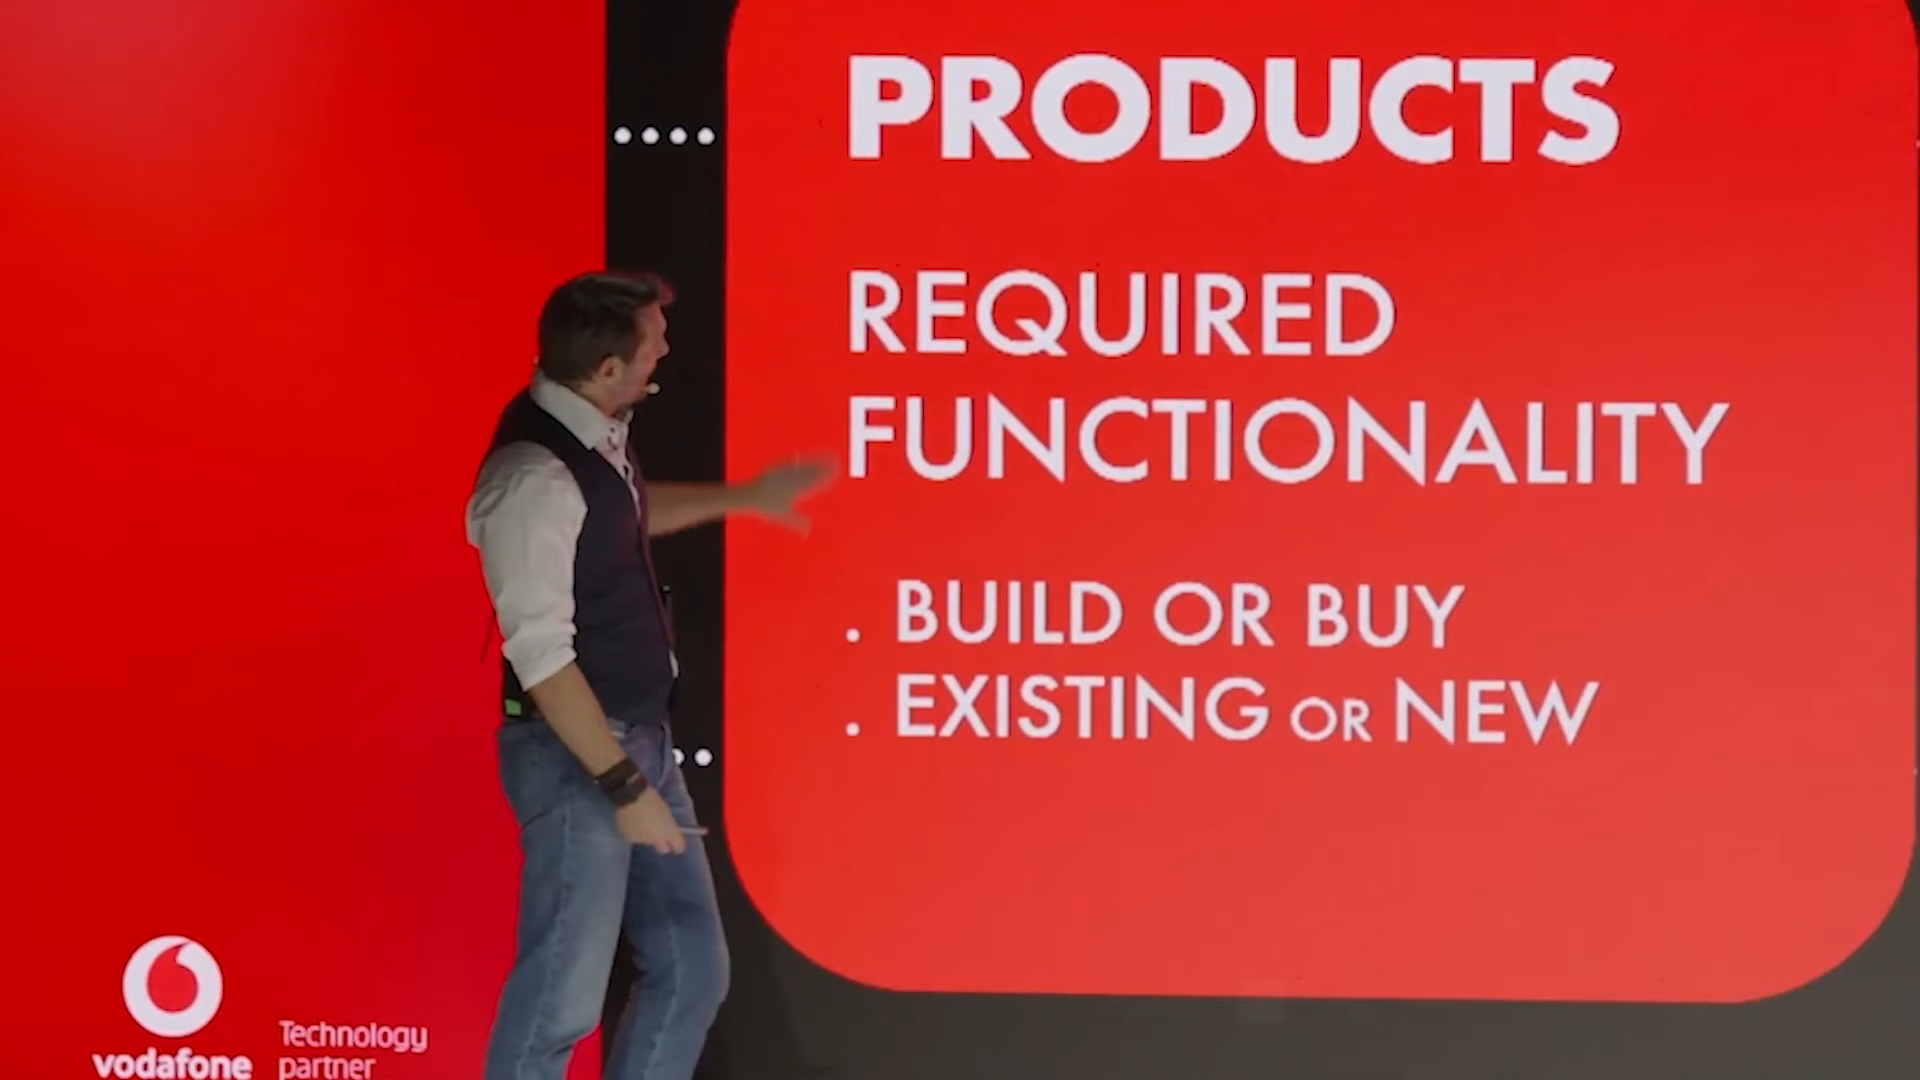 PRODUCTS
REQUIRED
FUNCTIONALITY
. BUILD OR BUY
. EXISTING OR NEW
vodafone
Technology
partner